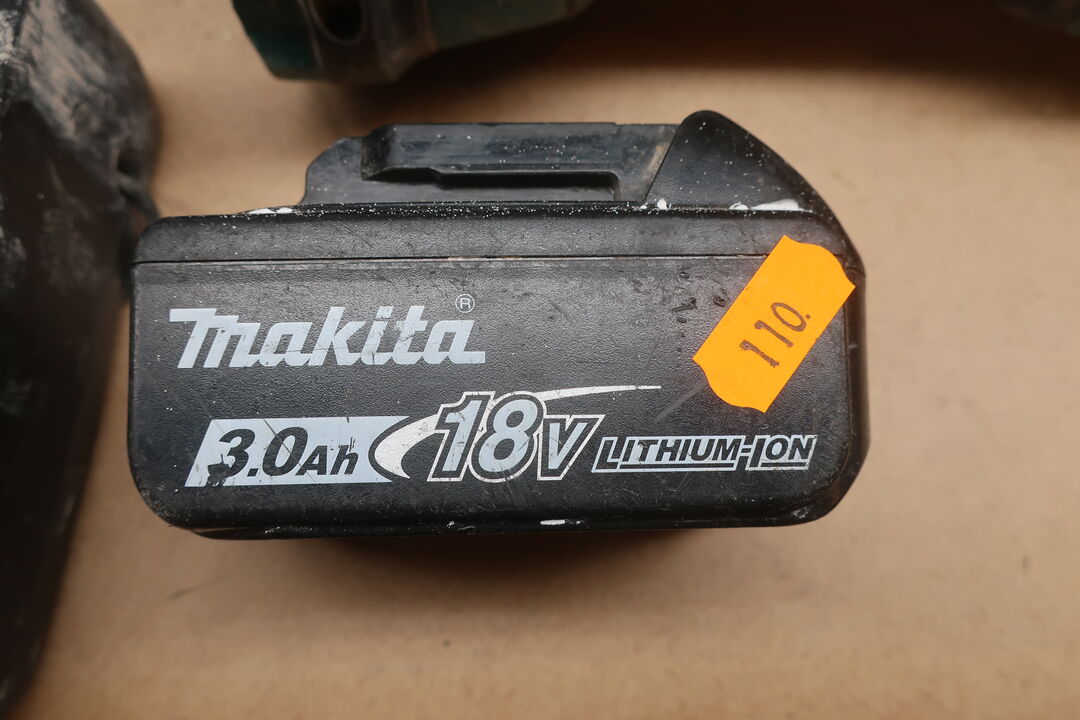 makita®
110.
3.0Ah 18V LITHIUM-ION